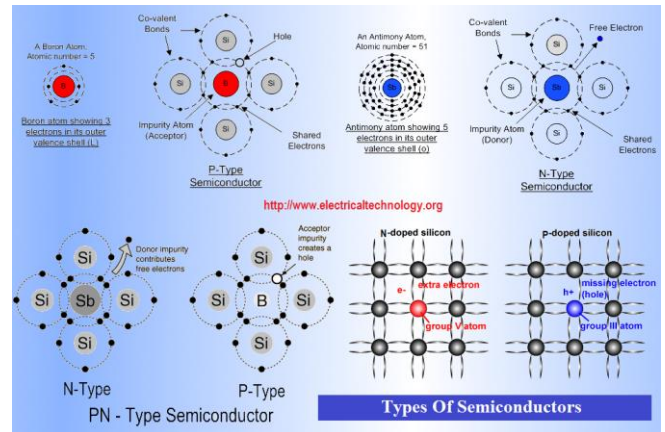 A Boron Atom,
Atomic number = 5
B
Boron atom showing 3
electrons in its outer
valence shell (L)
Co-valent
Bonds
Hole
Si
Si
B
Si
Si
Impurity Atom
(Acceptor)
Shared
Electrons
P-Type
Semiconductor
An Antimony Atom,
Atomic number = 51
Sb
Antimony atom showing 5
electrons in its outer
valence shell (o)
Co-valent
Bonds
Free Electron
Si
Si
Sb
Si
Si
Impurity Atom
(Donor)
Shared
Electrons
N-Type
Semiconductor
http://www.electricaltechnology.org
Donor impurity
contributes
free electrons
Si
Si
Sb
Si
Si
N-Type
Acceptor
impurity
creates a
hole
Si
Si
B
Si
Si
P-Type
PN - Type Semiconductor
N-doped silicon
e-
extra electron
group V atom
p-doped silicon
missing electron
(hole)
h+
group III atom
Types Of Semiconductors